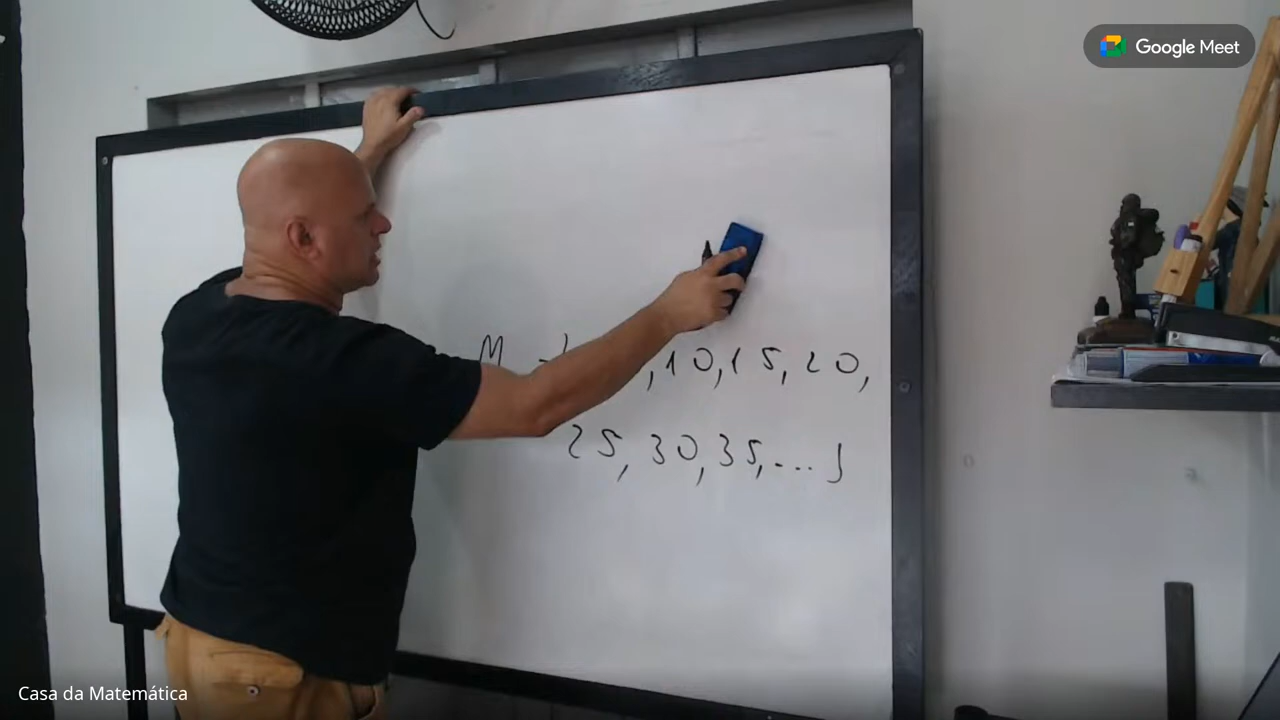 Google Meet
M
,10,15,20,
25,30,35,...}
Casa da Matemática